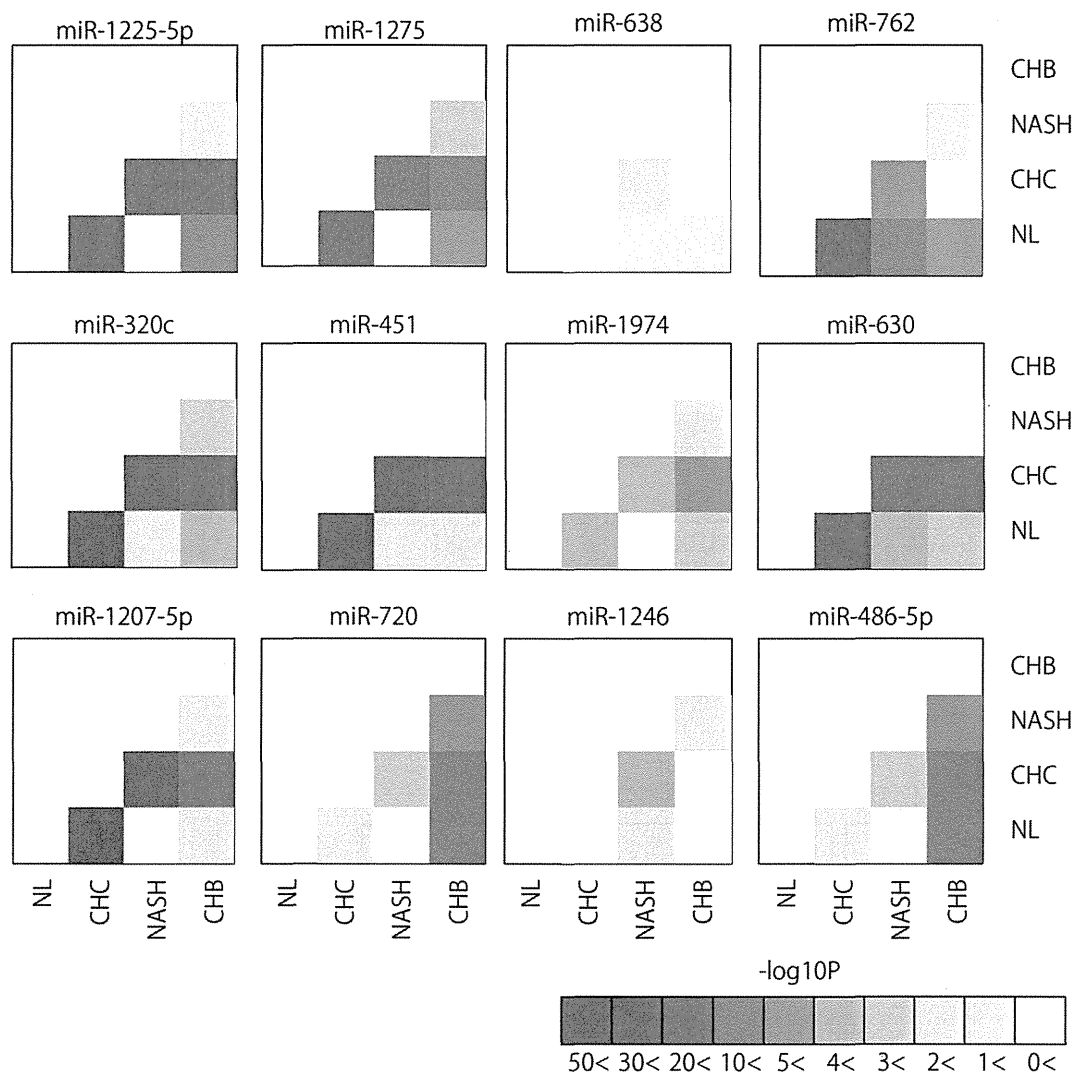 miR-1225-5p miR-1275 miR-638 miR-762
CHB
NASH
CHC
NL
miR-320c miR-451 miR-1974 miR-630
CHB
NASH
CHC
NL
miR-1207-5p miR-720 miR-1246 miR-486-5p
CHB
NASH
CHC
NL
NL CHC NASH CHB NL CHC NASH CHB NL CHC NASH CHB NL CHC NASH CHB
-log10P
50< 30< 20< 10< 5< 4< 3< 2< 1< 0<